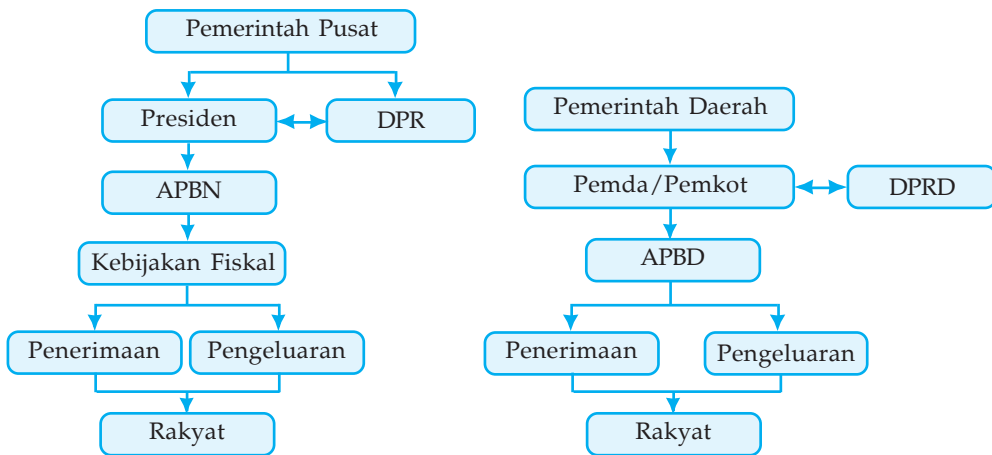 Pemerintah Pusat
Presiden
DPR
APBN
Kebijakan Fiskal
Penerimaan
Pengeluaran
Rakyat
Pemerintah Daerah
Pemda/Pemkot
DPRD
APBD
Penerimaan
Pengeluaran
Rakyat